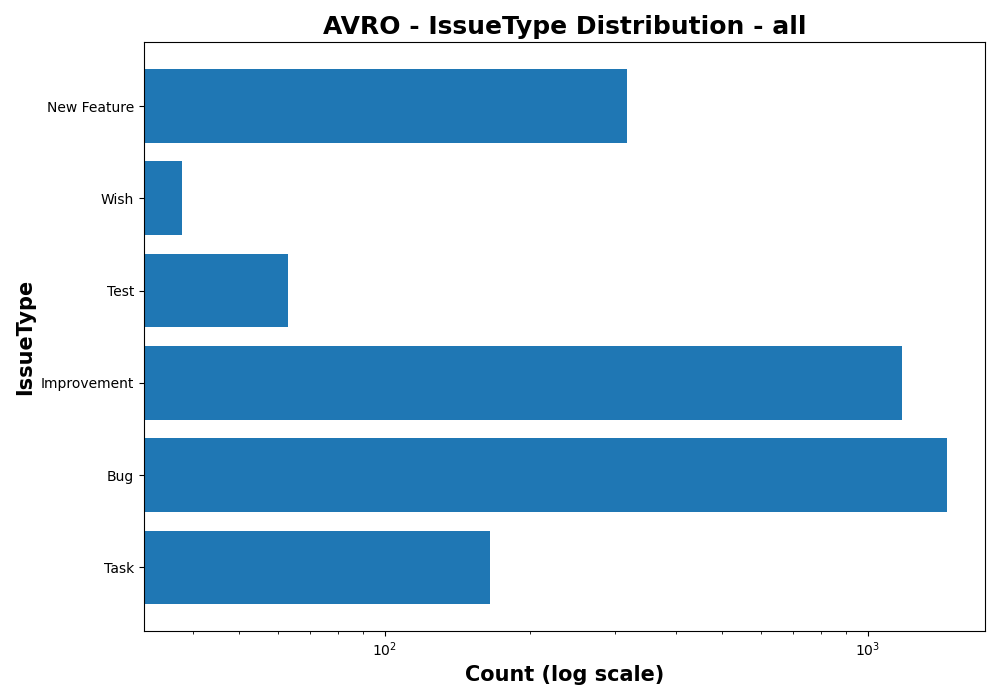 AVRO - IssueType Distribution - all
New Feature
Wish
Test
Improvement
Bug
Task
IssueType
10²
10³
Count (log scale)